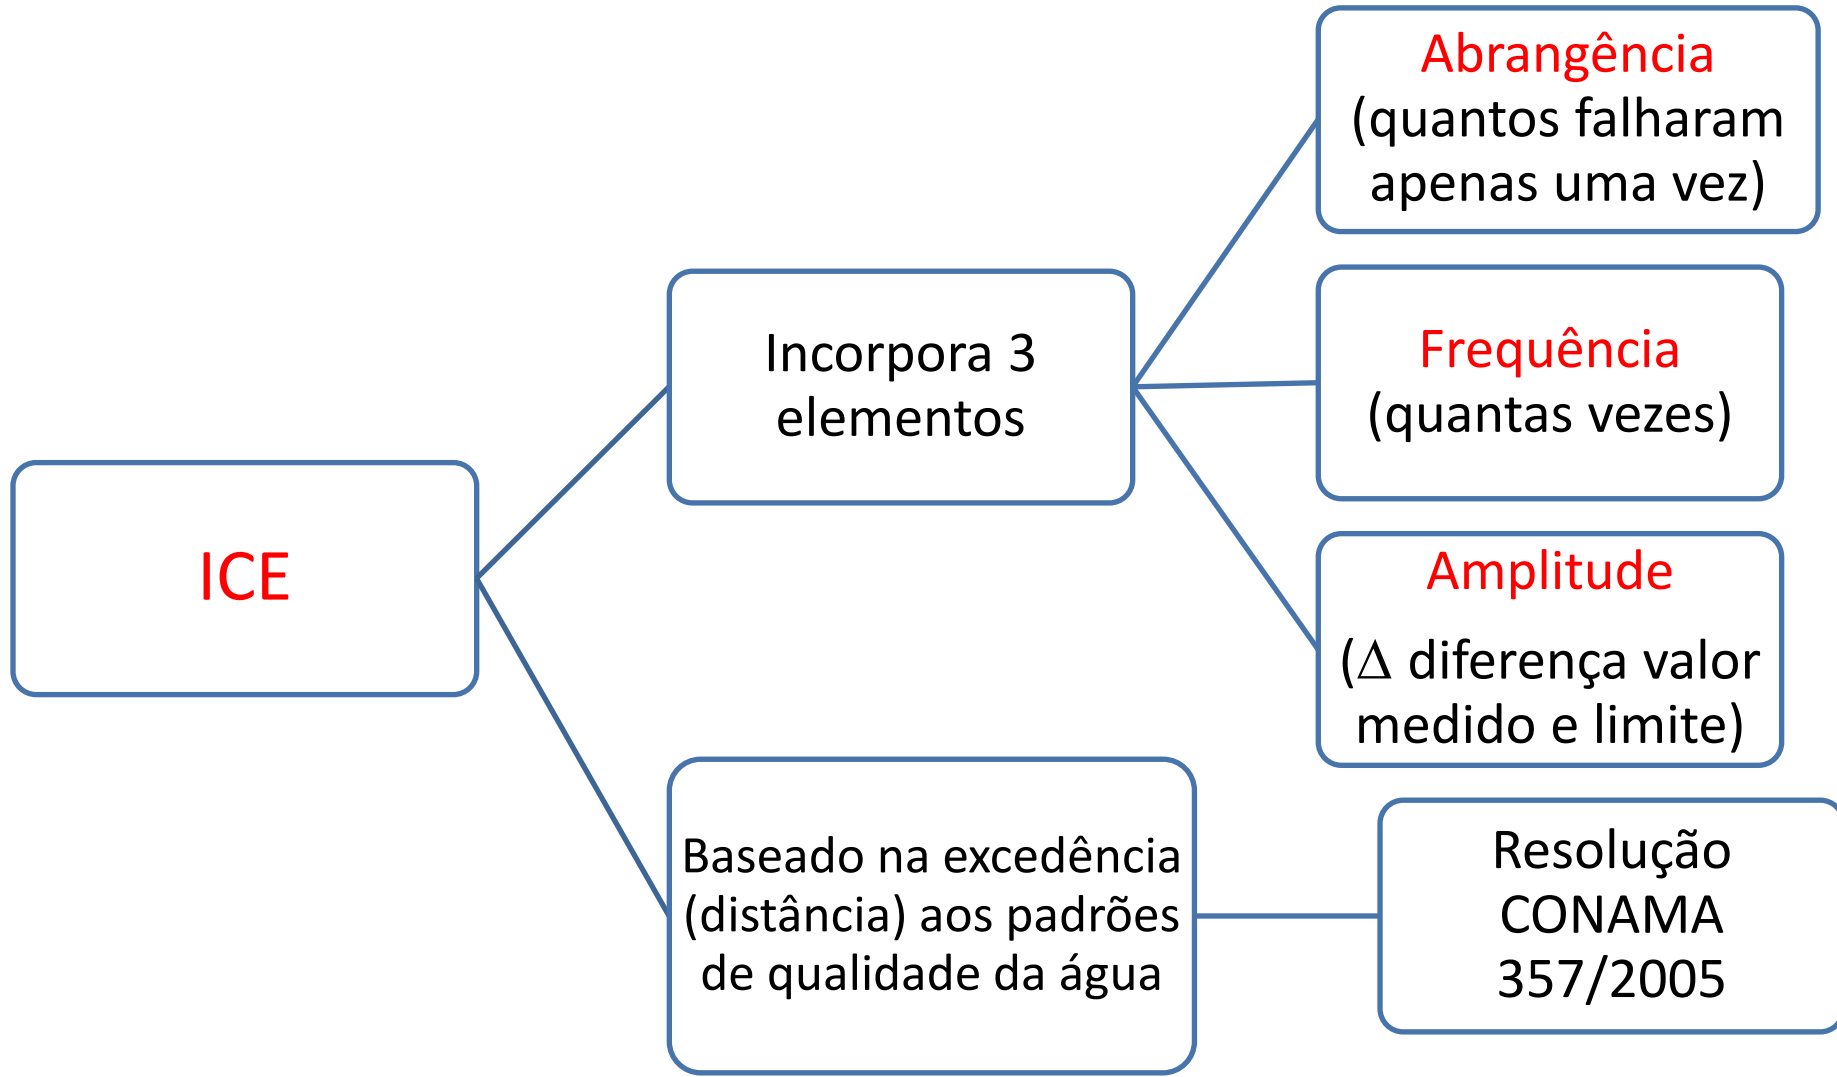 ICE
Incorpora 3
elementos
Abrangência
(quantos falharam
apenas uma vez)
Frequência
(quantas vezes)
Amplitude
(Δ diferença valor
medido e limite)
Baseado na excedência
(distância) aos padrões
de qualidade da água
Resolução
CONAMA
357/2005